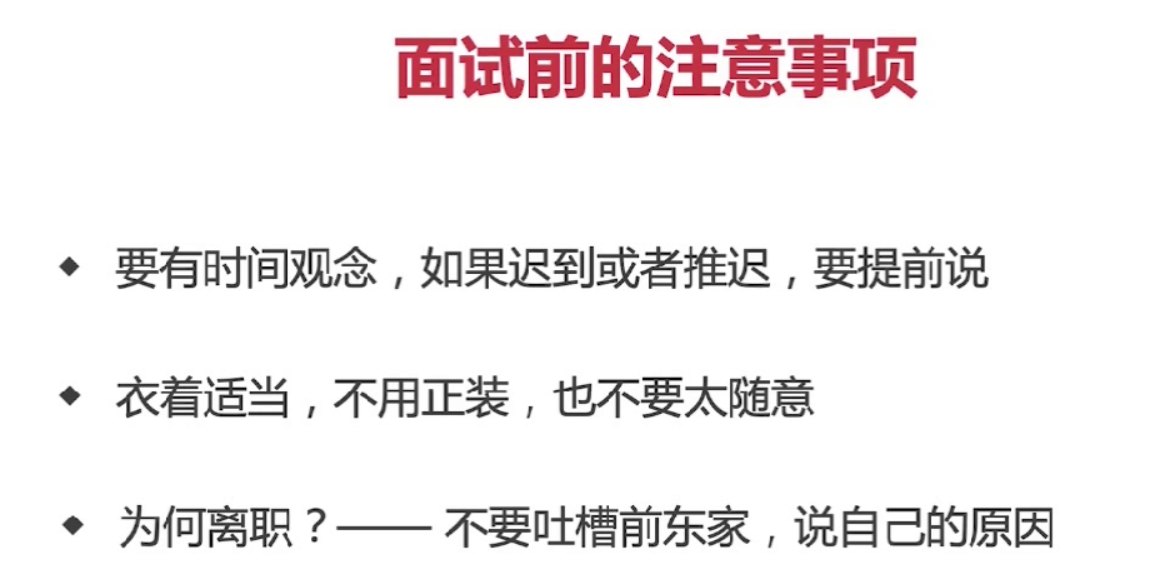 面试前的注意事项
◆ 要有时间观念，如果迟到或者推迟，要提前说
◆ 衣着适当，不用正装，也不要太随意
◆ 为何离职？—— 不要吐槽前东家，说自己的原因